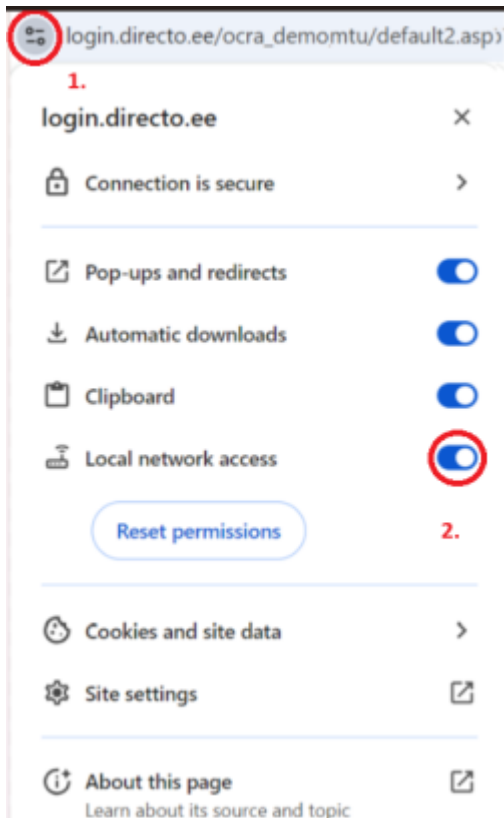 login.directo.ee/ocra_demomtu/default2.asp
1.
login.directo.ee
Connection is secure
Pop-ups and redirects
Automatic downloads
Clipboard
Local network access
Reset permissions
2.
Cookies and site data
Site settings
About this page
Learn about its source and topic